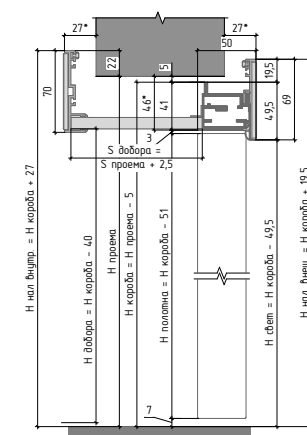 27*
50
27*
22
5
19,5
70
46*
41
49,5
69
3
S добора =
S проема + 2,5
H нал внутр. = H короба + 27
H добора = H короба - 40
H проема
H короба = H проема - 5
H полотна = H короба - 51
H свет = H короба - 49,5
H нал. внеш. = H короба + 19,5
7